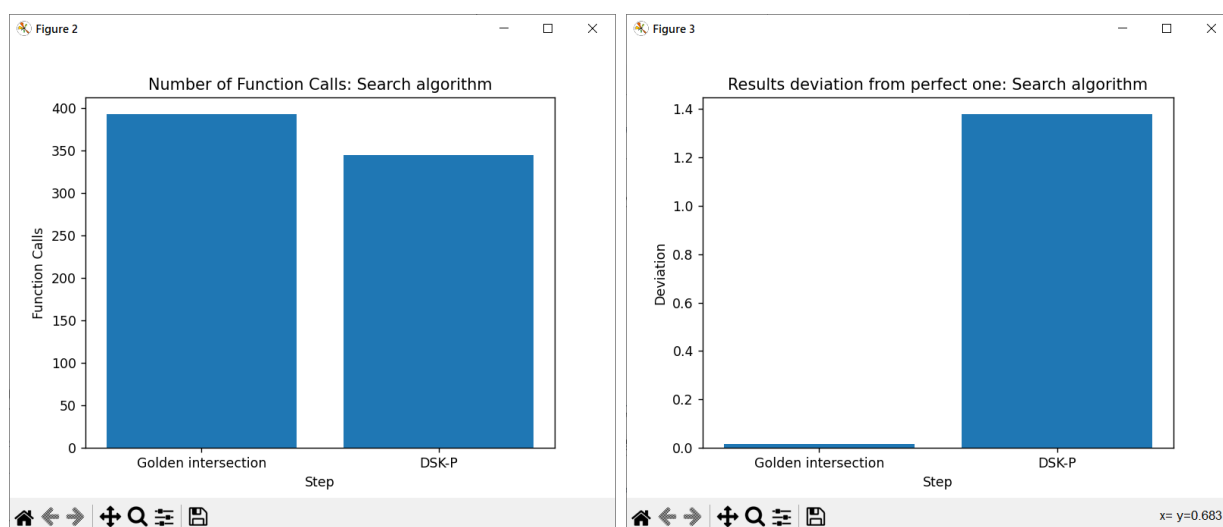 Figure 2
Number of Function Calls: Search algorithm
400
350
300
250
200
150
100
50
0
Function Calls
Golden intersection DSK-P
Step
Figure 3
Results deviation from perfect one: Search algorithm
1.4
1.2
1.0
0.8
0.6
0.4
0.2
0.0
Deviation
Golden intersection DSK-P
Step
x= y=0.683